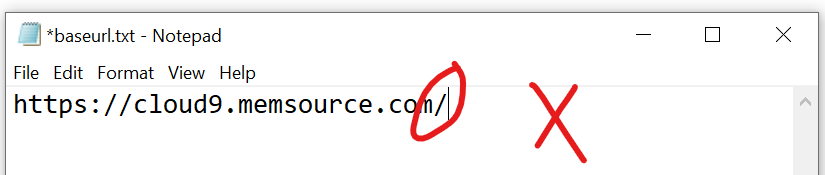 *baseurl.txt - Notepad
File Edit Format View Help
https://cloud9.memsource.com/
X